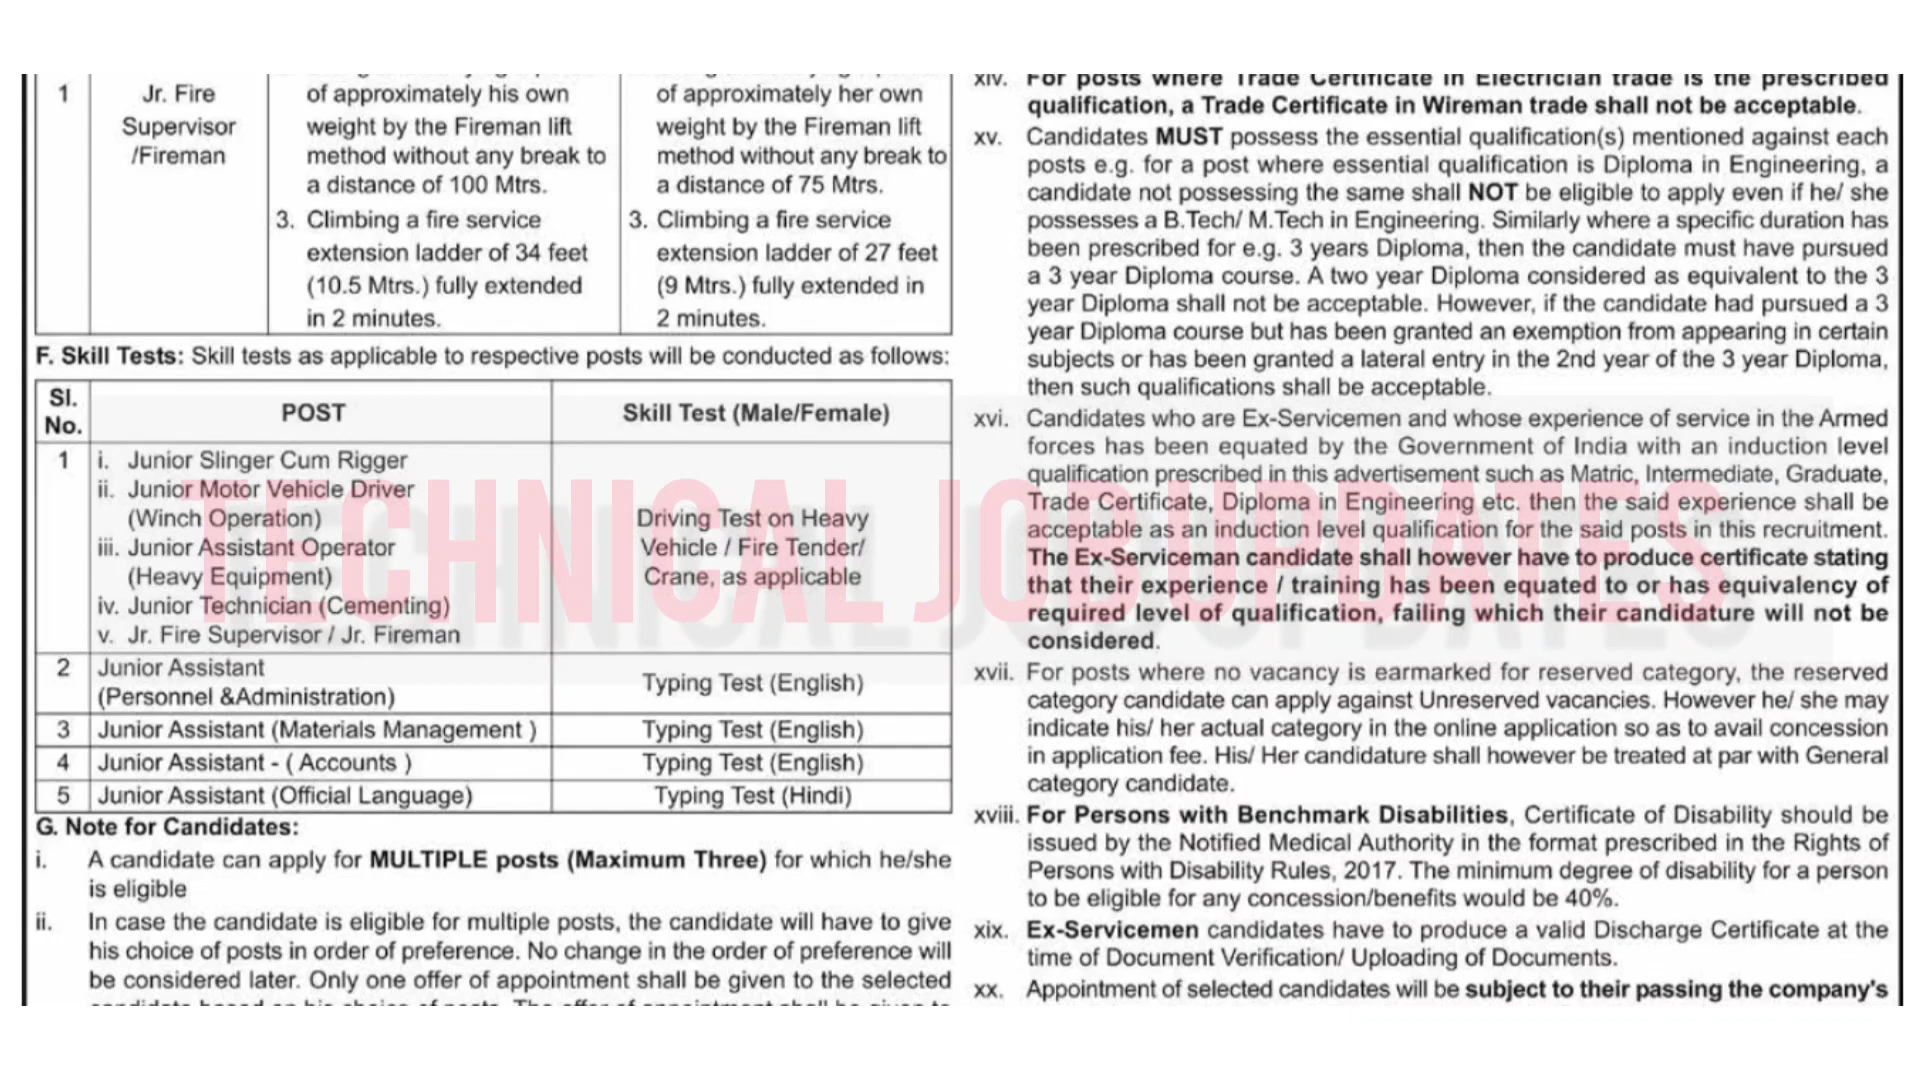 1
Jr. Fire
Supervisor
/Fireman
of approximately his own
weight by the Fireman lift
method without any break to
a distance of 100 Mtrs.
3. Climbing a fire service
extension ladder of 34 feet
(10.5 Mtrs.) fully extended
in 2 minutes.
of approximately her own
weight by the Fireman lift
method without any break to
a distance of 75 Mtrs.
3. Climbing a fire service
extension ladder of 27 feet
(9 Mtrs.) fully extended in
2 minutes.
F. Skill Tests: Skill tests as applicable to respective posts will be conducted as follows:
Sl.
No.
POST
Skill Test (Male/Female)
1
i. Junior Slinger Cum Rigger
ii. Junior Motor Vehicle Driver
(Winch Operation)
iii. Junior Assistant Operator
(Heavy Equipment)
iv. Junior Technician (Cementing)
v. Jr. Fire Supervisor / Jr. Fireman
Driving Test on Heavy
Vehicle / Fire Tender/
Crane, as applicable
2
Junior Assistant
(Personnel &Administration)
Typing Test (English)
3 Junior Assistant (Materials Management ) Typing Test (English)
4 Junior Assistant - ( Accounts ) Typing Test (English)
5 Junior Assistant (Official Language) Typing Test (Hindi)
G. Note for Candidates:
i. A candidate can apply for MULTIPLE posts (Maximum Three) for which he/she
is eligible
ii. In case the candidate is eligible for multiple posts, the candidate will have to give
his choice of posts in order of preference. No change in the order of preference will
be considered later. Only one offer of appointment shall be given to the selected
candidate based on his choice of posts. The offer of appointment shall be given to
xiv. For posts where Trade Certificate in Electrician trade is the prescribed
qualification, a Trade Certificate in Wireman trade shall not be acceptable.
xv. Candidates MUST possess the essential qualification(s) mentioned against each
posts e.g. for a post where essential qualification is Diploma in Engineering, a
candidate not possessing the same shall NOT be eligible to apply even if he/ she
possesses a B.Tech/ M.Tech in Engineering. Similarly where a specific duration has
been prescribed for e.g. 3 years Diploma, then the candidate must have pursued
a 3 year Diploma course. A two year Diploma considered as equivalent to the 3
year Diploma shall not be acceptable. However, if the candidate had pursued a 3
year Diploma course but has been granted an exemption from appearing in certain
subjects or has been granted a lateral entry in the 2nd year of the 3 year Diploma,
then such qualifications shall be acceptable.
xvi. Candidates who are Ex-Servicemen and whose experience of service in the Armed
forces has been equated by the Government of India with an induction level
qualification prescribed in this advertisement such as Matric, Intermediate, Graduate,
Trade Certificate, Diploma in Engineering etc. then the said experience shall be
acceptable as an induction level qualification for the said posts in this recruitment.
The Ex-Serviceman candidate shall however have to produce certificate stating
that their experience / training has been equated to or has equivalency of
required level of qualification, failing which their candidature will not be
considered.
xvii. For posts where no vacancy is earmarked for reserved category, the reserved
category candidate can apply against Unreserved vacancies. However he/ she may
indicate his/ her actual category in the online application so as to avail concession
in application fee. His/ Her candidature shall however be treated at par with General
category candidate.
xviii. For Persons with Benchmark Disabilities, Certificate of Disability should be
issued by the Notified Medical Authority in the format prescribed in the Rights of
Persons with Disability Rules, 2017. The minimum degree of disability for a person
to be eligible for any concession/benefits would be 40%.
xix. Ex-Servicemen candidates have to produce a valid Discharge Certificate at the
time of Document Verification/ Uploading of Documents.
xx. Appointment of selected candidates will be subject to their passing the company's
TECHNICAL JOB UPDATES